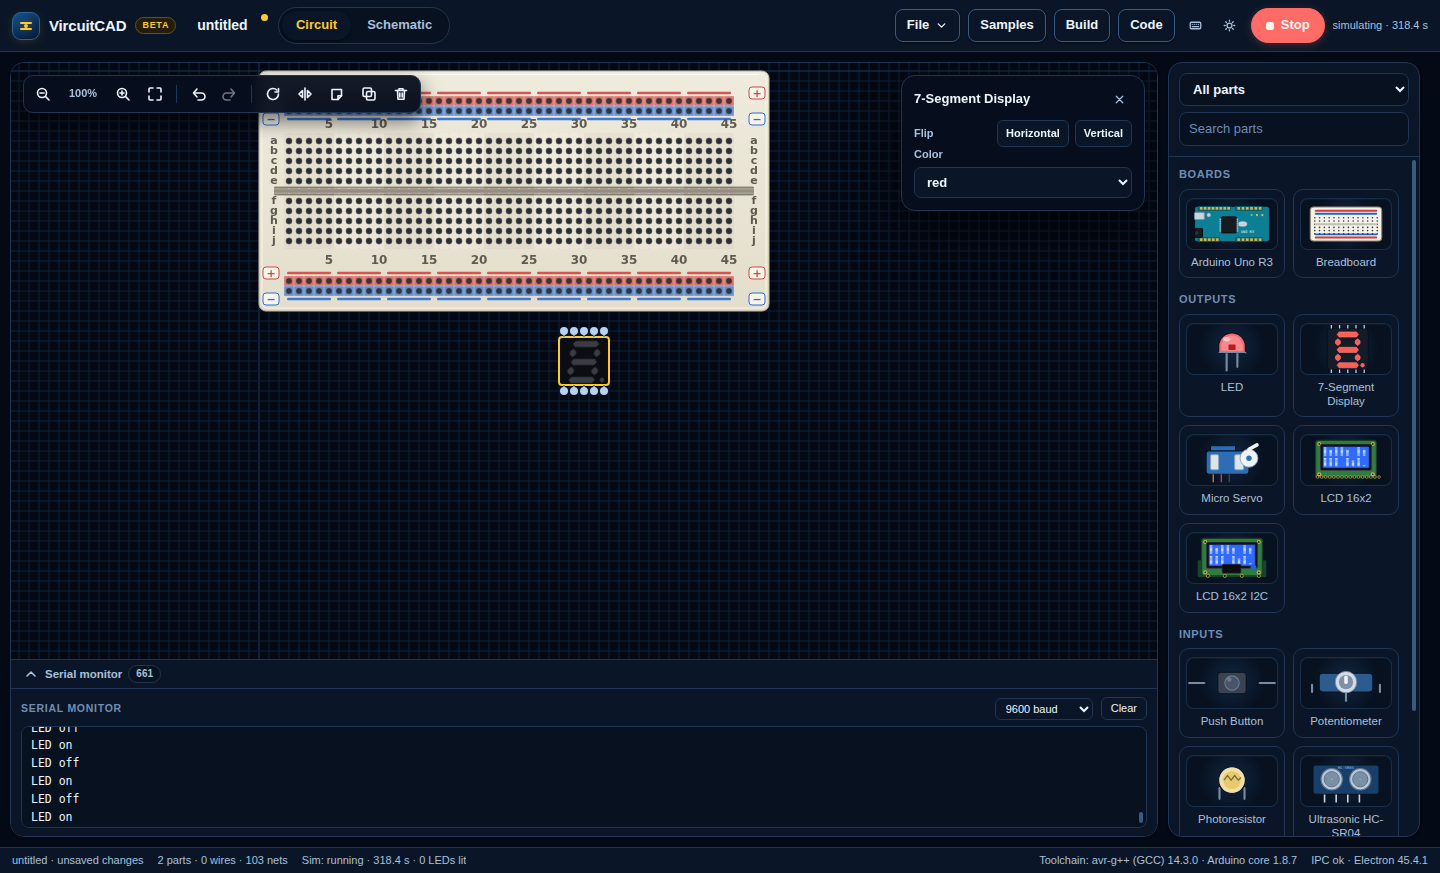 VircuitCAD BETA untitled Circuit Schematic File Samples Build Code Stop simulating · 318.4 s
100%
+ +
− −
5 10 15 20 25 30 35 40 45
a a
b b
c c
d d
e e
f f
g g
h h
i i
j j
5 10 15 20 25 30 35 40 45
+ +
− −
7-Segment Display
Flip Horizontal Vertical
Color
red
All parts
Search parts
BOARDS
Arduino Uno R3 Breadboard
OUTPUTS
LED 7-Segment Display
Micro Servo LCD 16x2
LCD 16x2 I2C
INPUTS
Push Button Potentiometer
Photoresistor Ultrasonic HC-SR04
Serial monitor 661
SERIAL MONITOR 9600 baud Clear
LED off
LED on
LED off
LED on
LED off
LED on
untitled · unsaved changes 2 parts · 0 wires · 103 nets Sim: running · 318.4 s · 0 LEDs lit Toolchain: avr-g++ (GCC) 14.3.0 · Arduino core 1.8.7 IPC ok · Electron 45.4.1